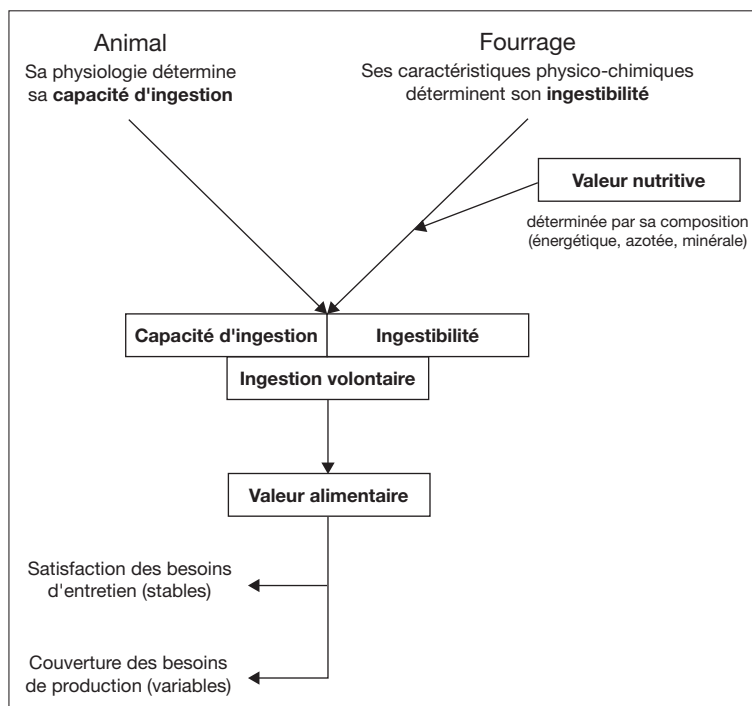 Animal
Sa physiologie détermine
sa capacité d'ingestion
Fourrage
Ses caractéristiques physico-chimiques
déterminent son ingestibilité
Valeur nutritive
déterminée par sa composition
(énergétique, azotée, minérale)
Capacité d'ingestion
Ingestibilité
Ingestion volontaire
Valeur alimentaire
Satisfaction des besoins
d'entretien (stables)
Couverture des besoins
de production (variables)